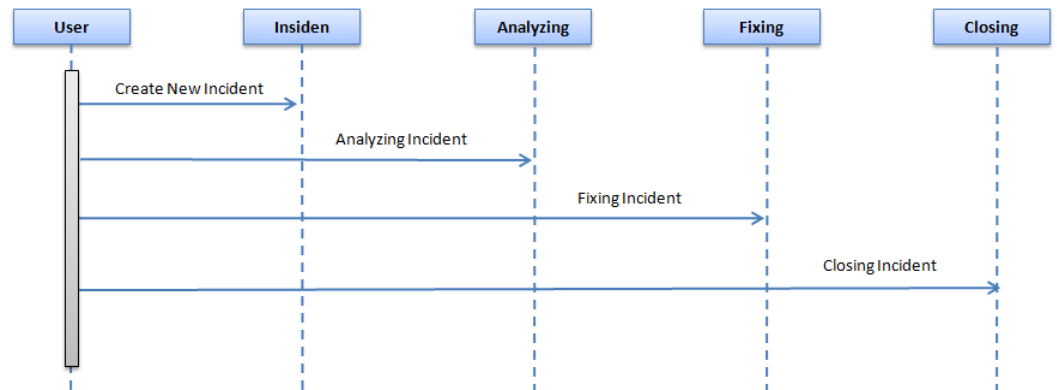 User
Insiden
Analyzing
Fixing
Closing
Create New Incident
Analyzing Incident
Fixing Incident
Closing Incident